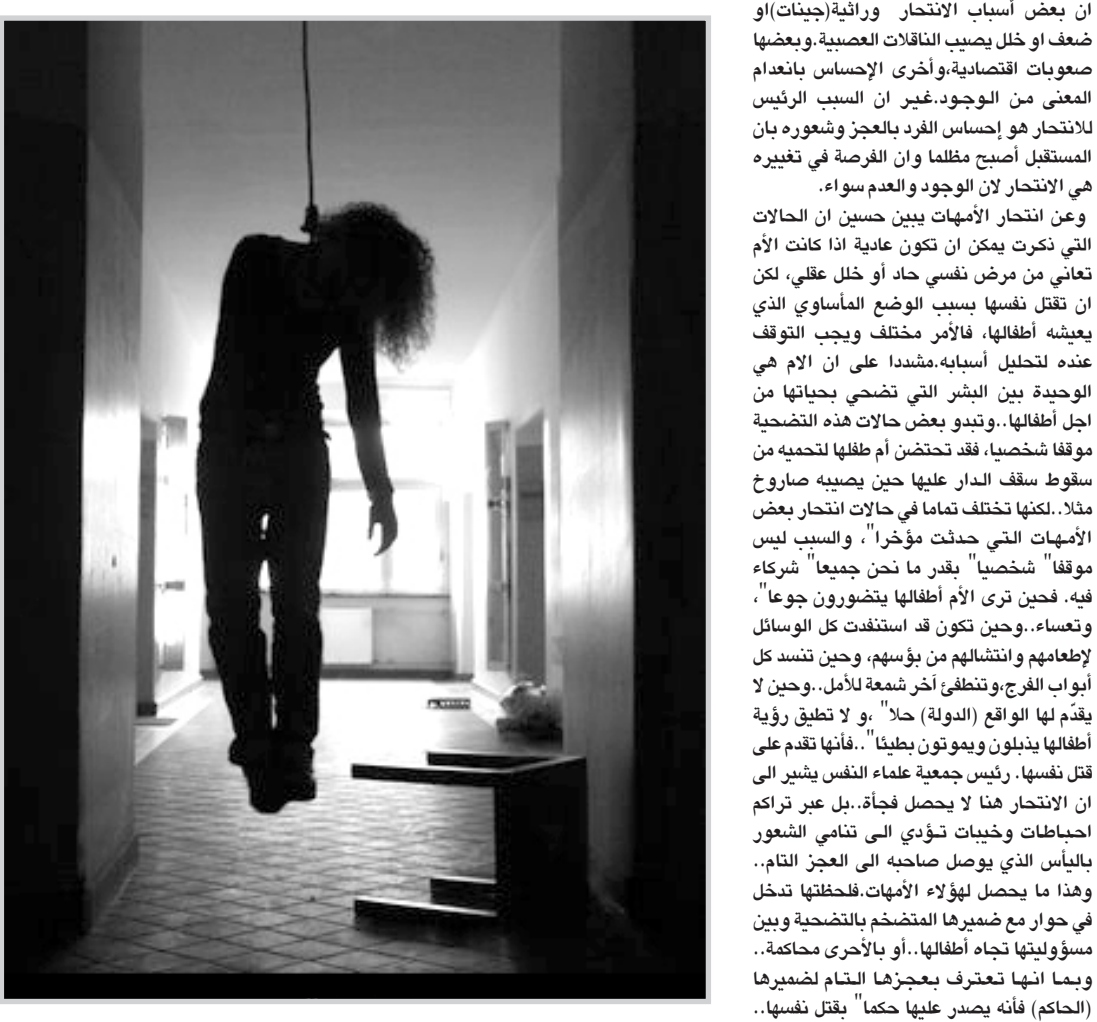 ان بعض أسباب الانتحار وراثية(جينات)او
ضعف او خلل يصيب الناقلات العصبية.وبعضها
صعوبات اقتصادية،وأخرى الإحساس بانعدام
المعنى من الوجود.غير ان السبب الرئيس
للانتحار هو إحساس الفرد بالعجز وشعوره بان
المستقبل أصبح مظلما وان الفرصة في تغييره
هي الانتحار لان الوجود والعدم سواء.
وعن انتحار الأمهات يبين حسين ان الحالات
التي ذكرت يمكن ان تكون عادية اذا كانت الأم
تعاني من مرض نفسي حاد أو خلل عقلي، لكن
ان تقتل نفسها بسبب الوضع المأساوي الذي
يعيشه أطفالها، فالأمر مختلف ويجب التوقف
عنده لتحليل أسبابه.مشددا على ان الام هي
الوحيدة بين البشر التي تضحي بحياتها من
اجل أطفالها..وتبدو بعض حالات هذه التضحية
موقفا شخصيا، فقد تحتضن أم طفلها لتحميه من
سقوط سقف الدار عليها حين يصيبه صاروخ
مثلا..لكنها تختلف تماما في حالات انتحار بعض
الأمهات التي حدثت مؤخرا"، والسبب ليس
موقفا" شخصيا" بقدر ما نحن جميعا" شركاء
فيه. فحين ترى الأم أطفالها يتضورون جوعا"،
وتعساء..وحين تكون قد استنفدت كل الوسائل
لإطعامهم وانتشالهم من بؤسهم، وحين تنسد كل
أبواب الفرج،وتنطفئ آخر شمعة للأمل..وحين لا
يقدّم لها الواقع (الدولة) حلا" ،و لا تطيق رؤية
أطفالها يذبلون ويموتون بطيئا"..فأنها تقدم على
قتل نفسها. رئيس جمعية علماء النفس يشير الى
ان الانتحار هنا لا يحصل فجأة..بل عبر تراكم
احباطات وخيبات تؤدي الى تنامي الشعور
باليأس الذي يوصل صاحبه الى العجز التام..
وهذا ما يحصل لهؤلاء الأمهات.فلحظتها تدخل
في حوار مع ضميرها المتضخم بالتضحية وبين
مسؤوليتها تجاه أطفالها..أو بالأحرى محاكمة..
وبما انها تعترف بعجزها التام لضميرها
(الحاكم) فأنه يصدر عليها حكما" بقتل نفسها..